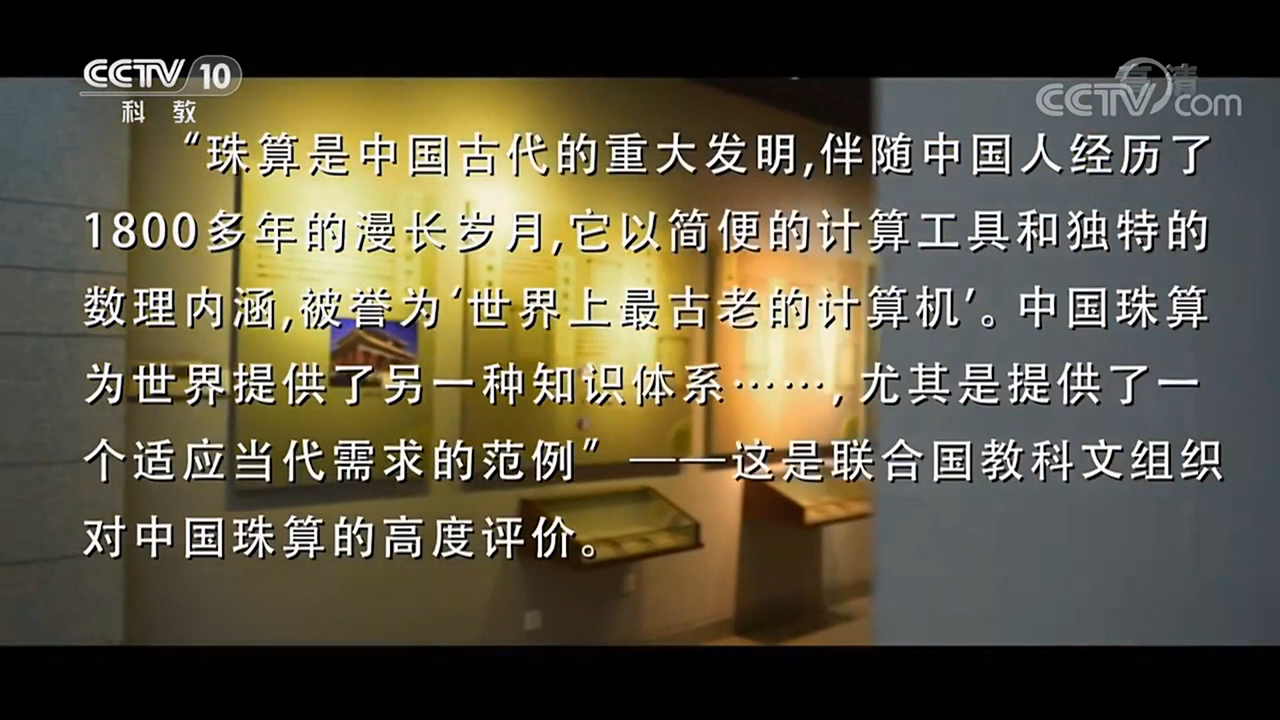 CCTV 10
科教
高清
CCTV.com
“珠算是中国古代的重大发明,伴随中国人经历了
1800多年的漫长岁月,它以简便的计算工具和独特的
数理内涵,被誉为‘世界上最古老的计算机’。中国珠算
为世界提供了另一种知识体系……,尤其是提供了一
个适应当代需求的范例”——这是联合国教科文组织
对中国珠算的高度评价。